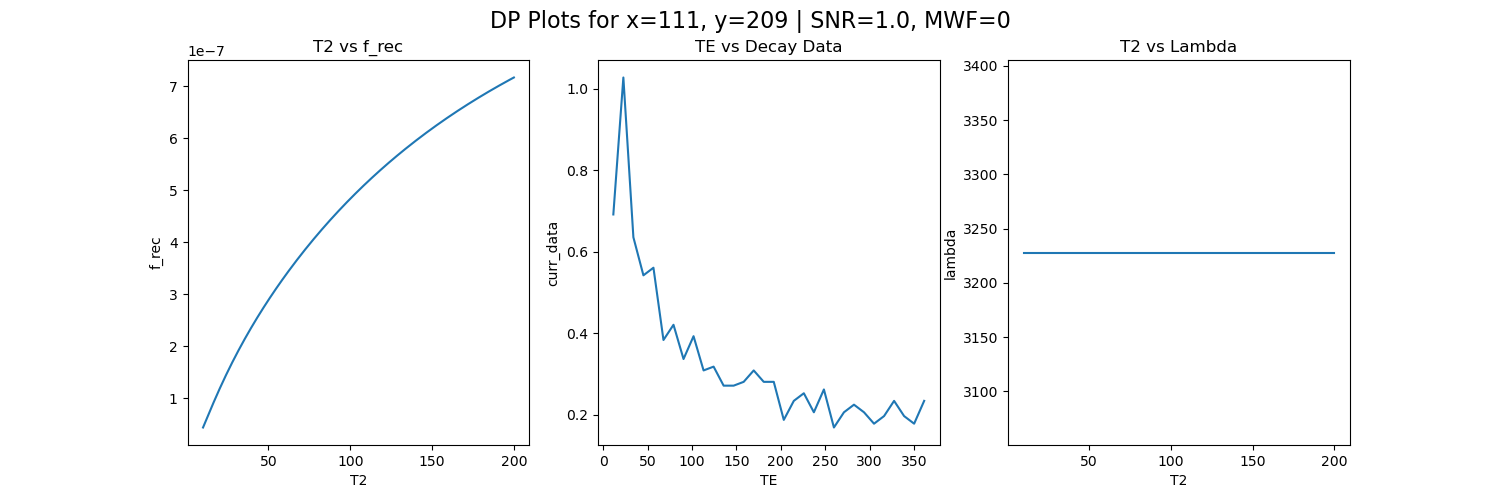 DP Plots for x=111, y=209 | SNR=1.0, MWF=0
T2 vs f_rec
1e−7
7
6
5
4
3
2
1
f_rec
50 100 150 200
T2
TE vs Decay Data
1.0
0.8
0.6
0.4
0.2
curr_data
0 50 100 150 200 250 300 350
TE
T2 vs Lambda
3400
3350
3300
3250
3200
3150
3100
lambda
50 100 150 200
T2